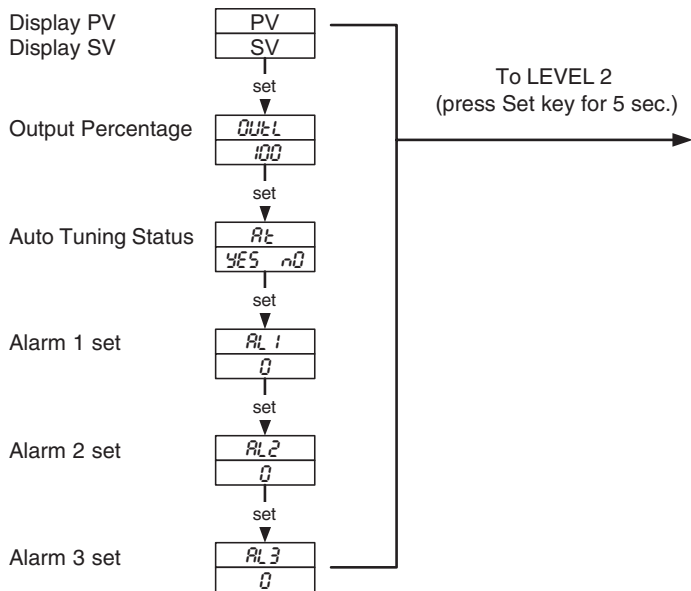 Display PV
Display SV
PV
SV
set
To LEVEL 2
(press Set key for 5 sec.)
Output Percentage
OUtL
100
set
Auto Tuning Status
At
YES nO
set
Alarm 1 set
AL1
0
set
Alarm 2 set
AL2
0
set
Alarm 3 set
AL3
0